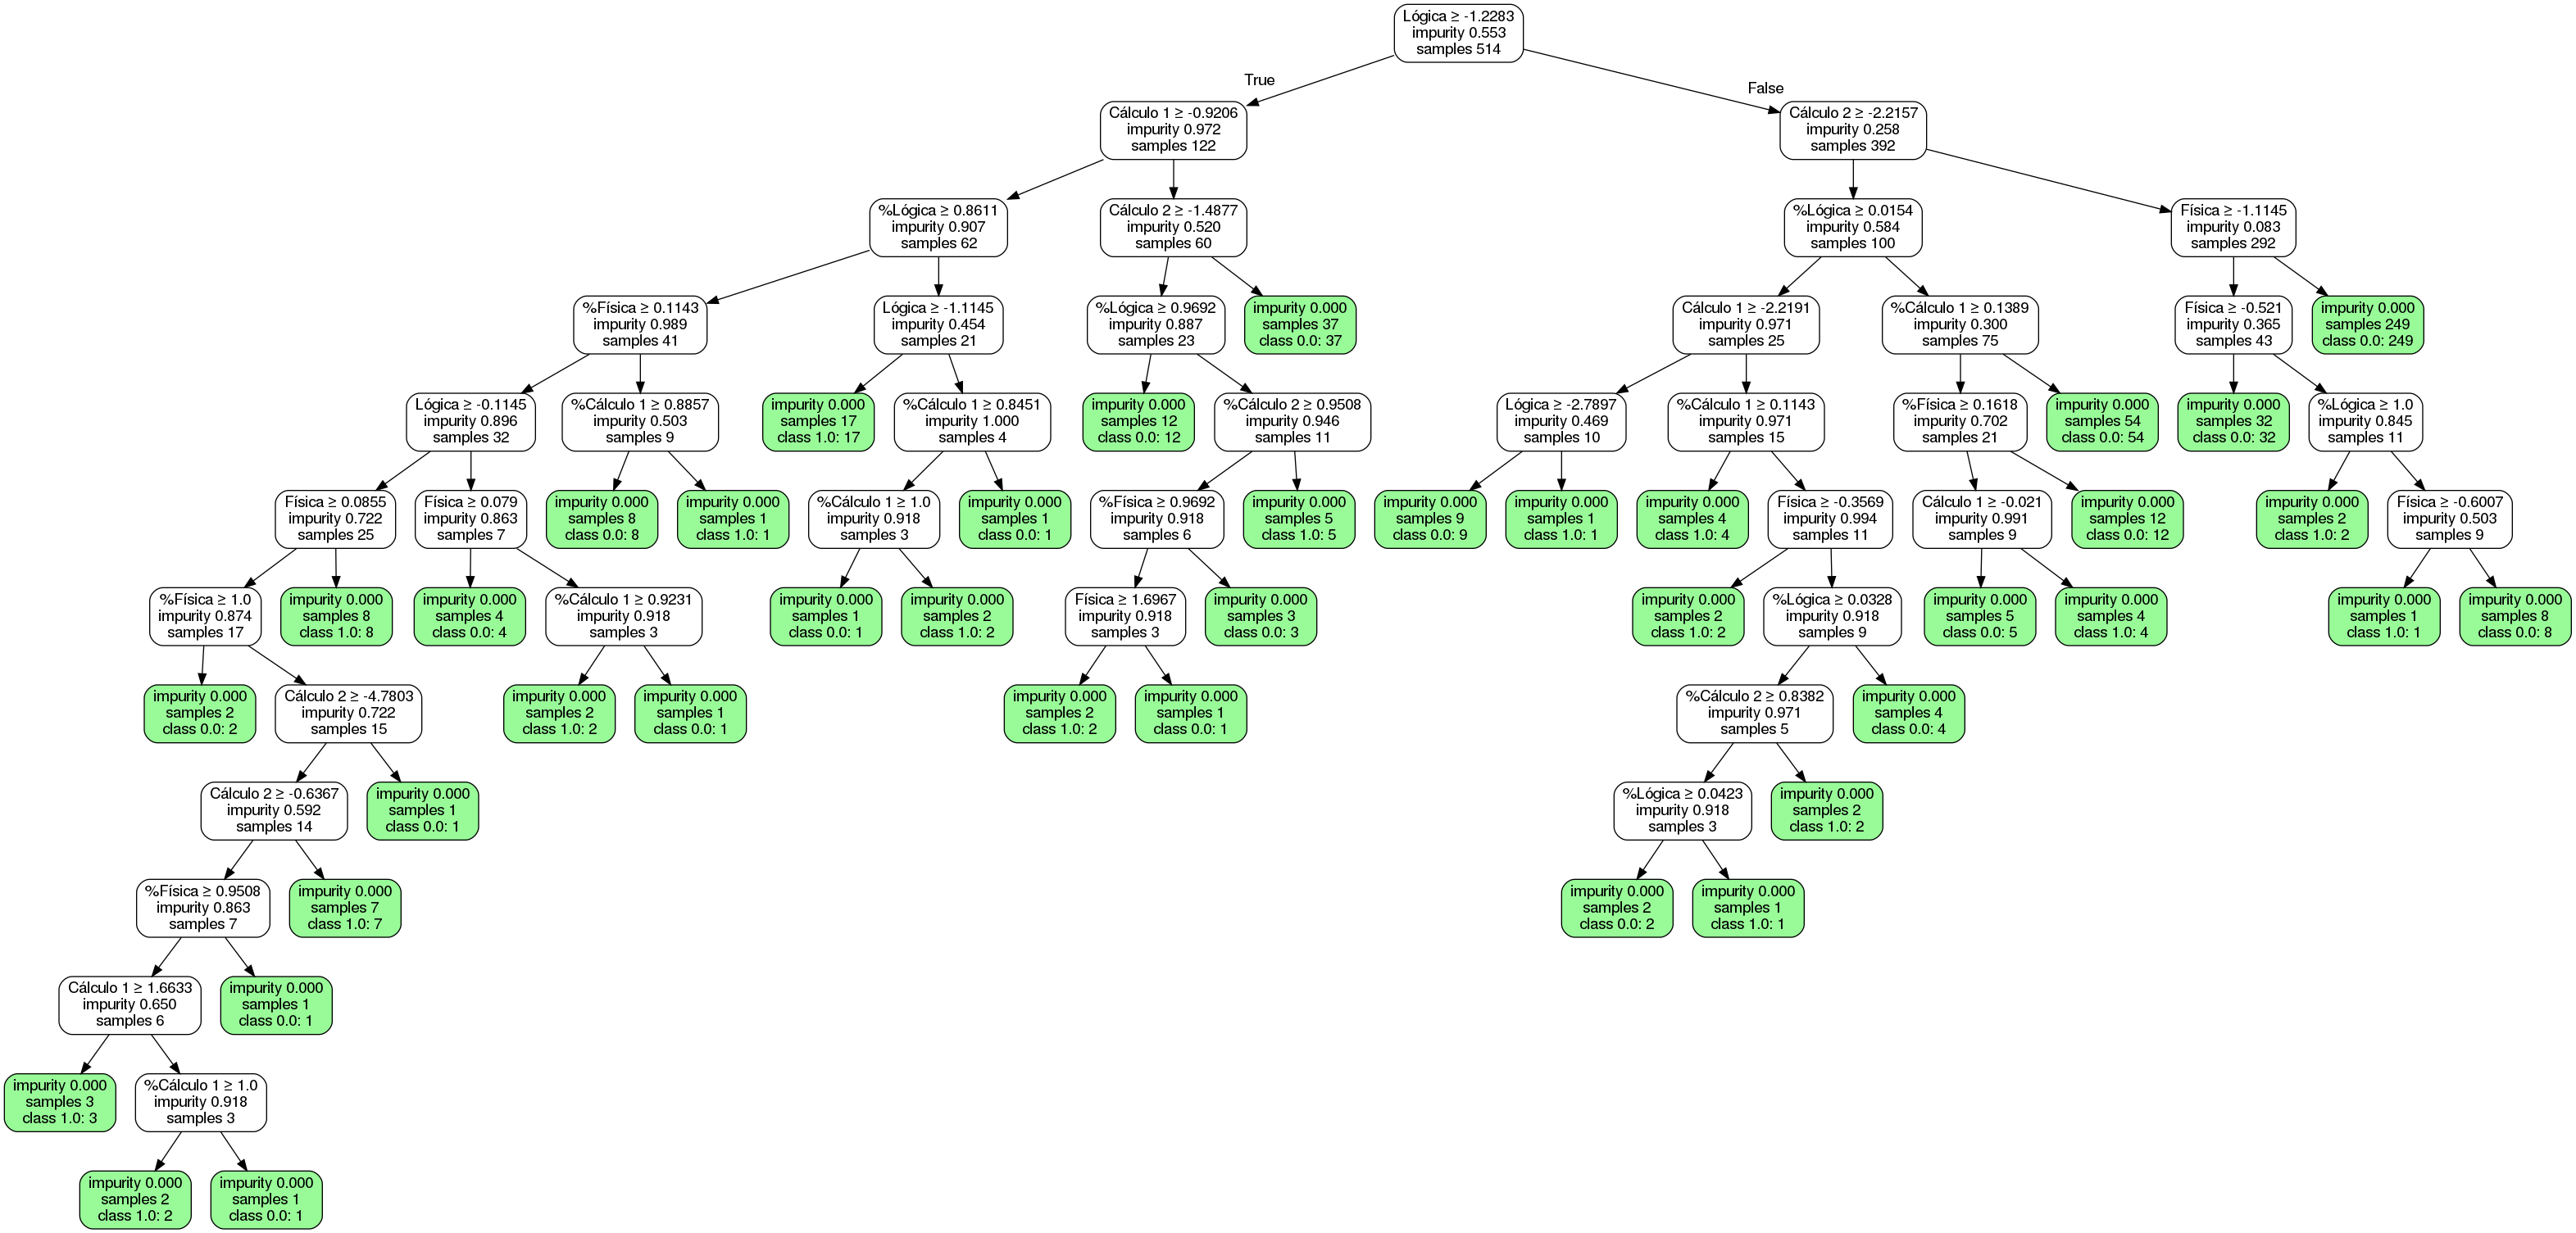 Lógica ≥ -1.2283
impurity 0.553
samples 514
True
False
Cálculo 1 ≥ -0.9206
impurity 0.972
samples 122
Cálculo 2 ≥ -2.2157
impurity 0.258
samples 392
%Lógica ≥ 0.8611
impurity 0.907
samples 62
Cálculo 2 ≥ -1.4877
impurity 0.520
samples 60
%Lógica ≥ 0.0154
impurity 0.584
samples 100
Física ≥ -1.1145
impurity 0.083
samples 292
%Física ≥ 0.1143
impurity 0.989
samples 41
Lógica ≥ -1.1145
impurity 0.454
samples 21
%Lógica ≥ 0.9692
impurity 0.887
samples 23
impurity 0.000
samples 37
class 0.0: 37
Cálculo 1 ≥ -2.2191
impurity 0.971
samples 25
%Cálculo 1 ≥ 0.1389
impurity 0.300
samples 75
Física ≥ -0.521
impurity 0.365
samples 43
impurity 0.000
samples 249
class 0.0: 249
Lógica ≥ -0.1145
impurity 0.896
samples 32
%Cálculo 1 ≥ 0.8857
impurity 0.503
samples 9
impurity 0.000
samples 17
class 1.0: 17
%Cálculo 1 ≥ 0.8451
impurity 1.000
samples 4
impurity 0.000
samples 12
class 0.0: 12
%Cálculo 2 ≥ 0.9508
impurity 0.946
samples 11
Lógica ≥ -2.7897
impurity 0.469
samples 10
%Cálculo 1 ≥ 0.1143
impurity 0.971
samples 15
%Física ≥ 0.1618
impurity 0.702
samples 21
impurity 0.000
samples 54
class 0.0: 54
impurity 0.000
samples 32
class 0.0: 32
%Lógica ≥ 1.0
impurity 0.845
samples 11
Física ≥ 0.0855
impurity 0.722
samples 25
Física ≥ 0.079
impurity 0.863
samples 7
impurity 0.000
samples 8
class 0.0: 8
impurity 0.000
samples 1
class 1.0: 1
%Cálculo 1 ≥ 1.0
impurity 0.918
samples 3
impurity 0.000
samples 1
class 0.0: 1
%Física ≥ 0.9692
impurity 0.918
samples 6
impurity 0.000
samples 5
class 1.0: 5
impurity 0.000
samples 9
class 0.0: 9
impurity 0.000
samples 1
class 1.0: 1
impurity 0.000
samples 4
class 1.0: 4
Física ≥ -0.3569
impurity 0.994
samples 11
Cálculo 1 ≥ -0.021
impurity 0.991
samples 9
impurity 0.000
samples 12
class 0.0: 12
impurity 0.000
samples 2
class 1.0: 2
Física ≥ -0.6007
impurity 0.503
samples 9
%Física ≥ 1.0
impurity 0.874
samples 17
impurity 0.000
samples 8
class 1.0: 8
impurity 0.000
samples 4
class 0.0: 4
%Cálculo 1 ≥ 0.9231
impurity 0.918
samples 3
impurity 0.000
samples 1
class 0.0: 1
impurity 0.000
samples 2
class 1.0: 2
Física ≥ 1.6967
impurity 0.918
samples 3
impurity 0.000
samples 3
class 0.0: 3
impurity 0.000
samples 2
class 1.0: 2
%Lógica ≥ 0.0328
impurity 0.918
samples 9
impurity 0.000
samples 5
class 0.0: 5
impurity 0.000
samples 4
class 1.0: 4
impurity 0.000
samples 1
class 1.0: 1
impurity 0.000
samples 8
class 0.0: 8
impurity 0.000
samples 2
class 0.0: 2
Cálculo 2 ≥ -4.7803
impurity 0.722
samples 15
impurity 0.000
samples 2
class 1.0: 2
impurity 0.000
samples 1
class 0.0: 1
impurity 0.000
samples 2
class 1.0: 2
impurity 0.000
samples 1
class 0.0: 1
%Cálculo 2 ≥ 0.8382
impurity 0.971
samples 5
impurity 0.000
samples 4
class 0.0: 4
Cálculo 2 ≥ -0.6367
impurity 0.592
samples 14
impurity 0.000
samples 1
class 0.0: 1
%Lógica ≥ 0.0423
impurity 0.918
samples 3
impurity 0.000
samples 2
class 1.0: 2
%Física ≥ 0.9508
impurity 0.863
samples 7
impurity 0.000
samples 7
class 1.0: 7
impurity 0.000
samples 2
class 0.0: 2
impurity 0.000
samples 1
class 1.0: 1
Cálculo 1 ≥ 1.6633
impurity 0.650
samples 6
impurity 0.000
samples 1
class 0.0: 1
impurity 0.000
samples 3
class 1.0: 3
%Cálculo 1 ≥ 1.0
impurity 0.918
samples 3
impurity 0.000
samples 2
class 1.0: 2
impurity 0.000
samples 1
class 0.0: 1